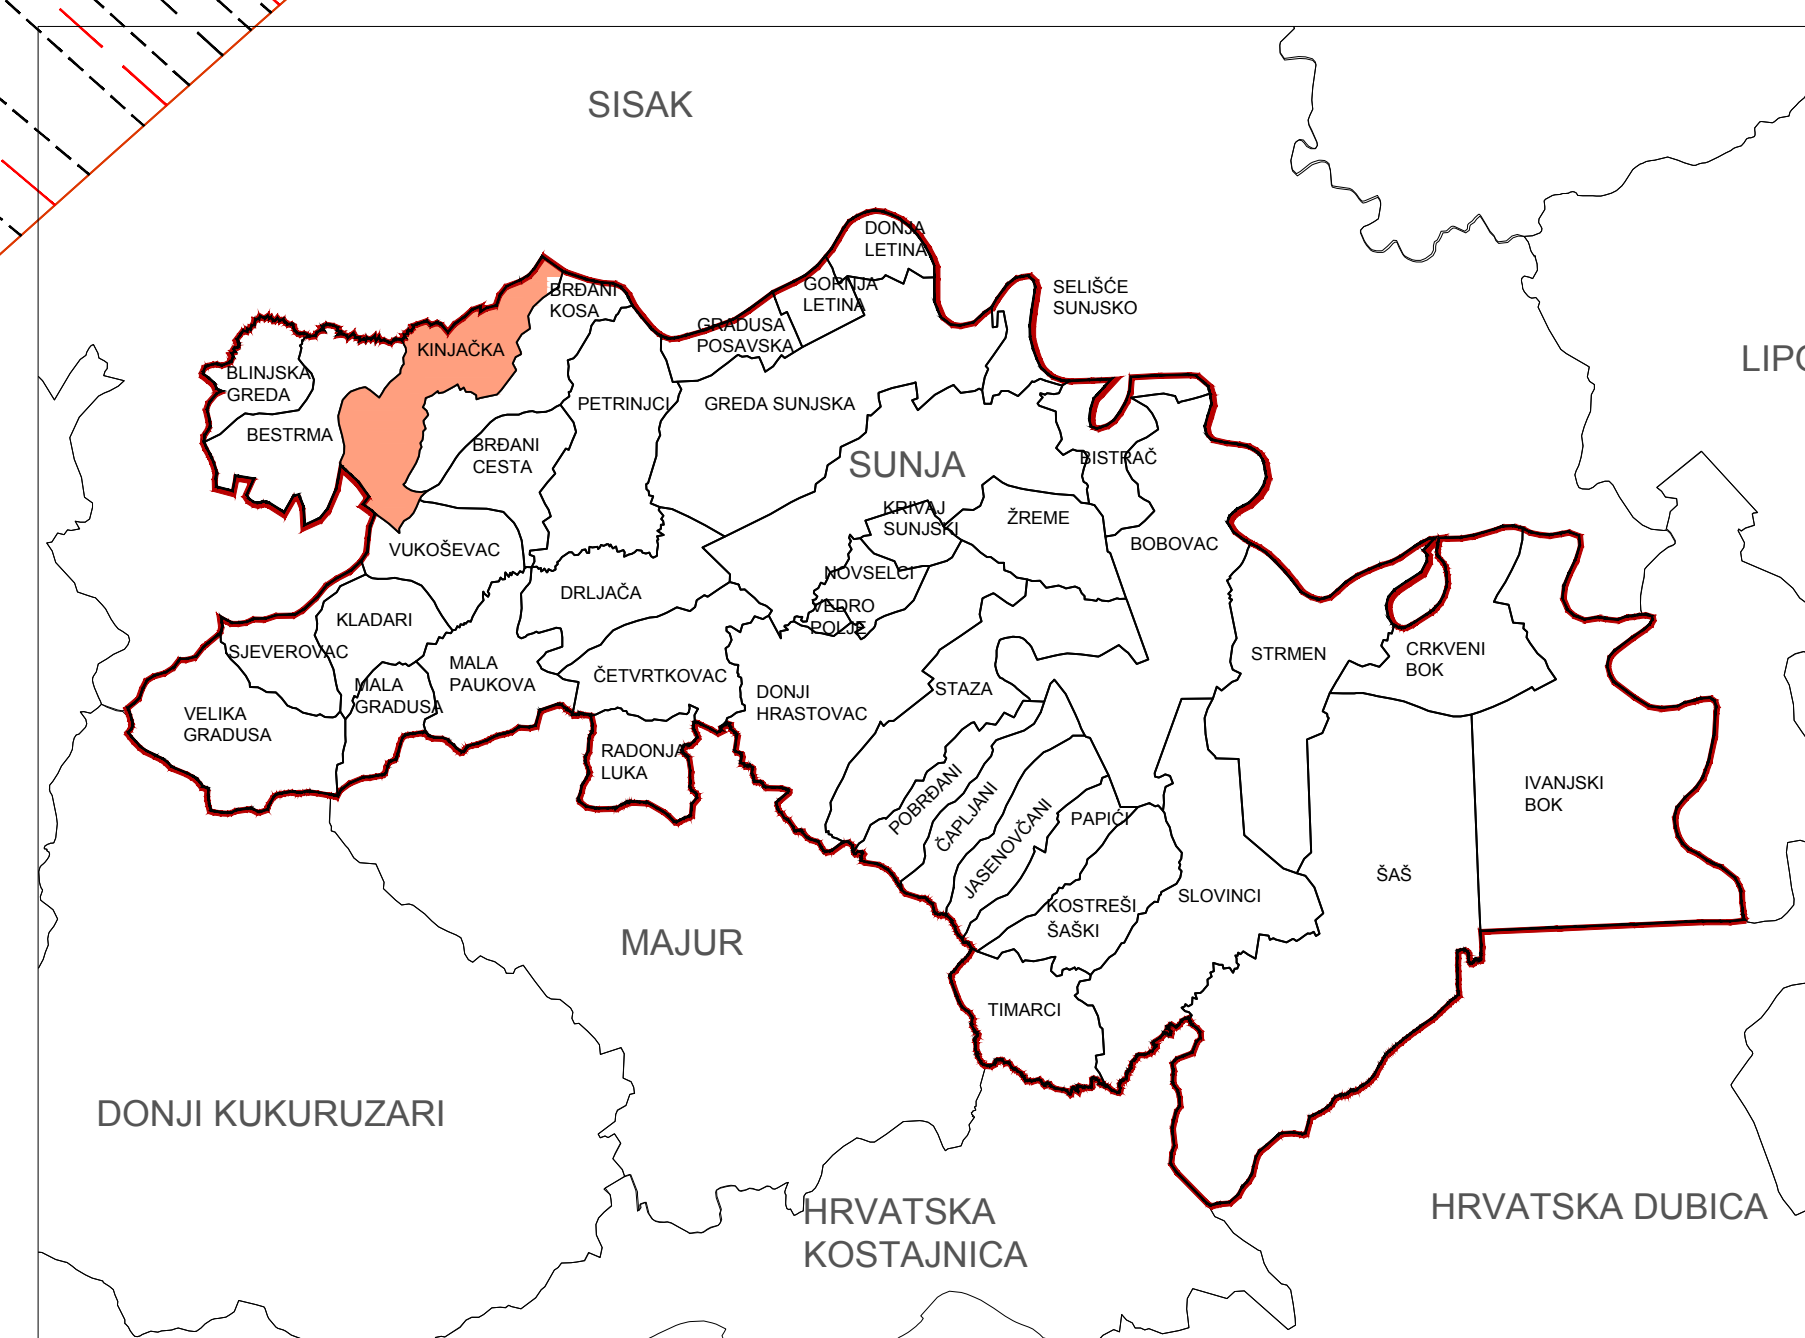 SISAK
DONJA
LETINA
BRĐANI
KOSA
GORNJA
LETINA
SELIŠĆE
SUNJSKO
GRADUSA
POSAVSKA
KINJAČKA
BLINJSKA
GREDA
PETRINJCI
GREDA SUNJSKA
BESTRMA
BRĐANI
CESTA
SUNJA
BISTRAČ
KRIVAJ
SUNJSKI
ŽREME
BOBOVAC
VUKOŠEVAC
NOVSELCI
DRLJAČA
VEDRO
POLJE
KLADARI
SJEVEROVAC
MALA
PAUKOVA
ČETVRTKOVAC
STRMEN
CRKVENI
BOK
MALA
GRADUSA
DONJI
HRASTOVAC
STAZA
VELIKA
GRADUSA
RADONJA
LUKA
POBRĐANI
ČAPLJANI
JASENOVČANI
PAPIĆI
IVANJSKI
BOK
ŠAŠ
SLOVINCI
KOSTREŠI
ŠAŠKI
MAJUR
TIMARCI
DONJI KUKURUZARI
HRVATSKA
KOSTAJNICA
HRVATSKA DUBICA